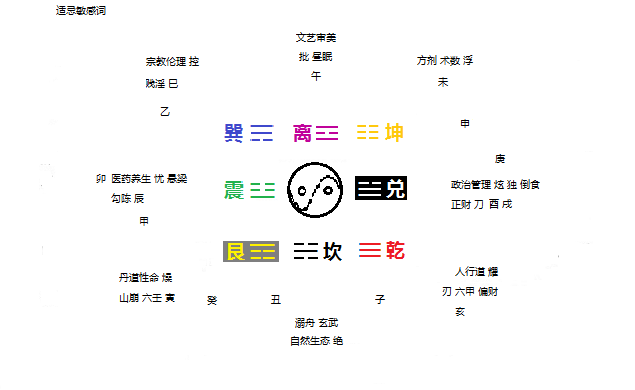 适忌敏感词
文艺审美
批 昼眠
午
宗教伦理 控
贱淫 巳
乙
方剂 术数 浮
未
申
庚
巽 ☴ 离 ☲ ☷ 坤
卯 医药养生 忧 悬梁
勾陈 辰
甲
震 ☳ ☱ 兑
政治管理 炫 独 倒食
正财 刀 酉 戌
艮 ☶ ☵ 坎 ☰ 乾
丹道性命 燥
山崩 六壬 寅
癸
丑
子
人行道 耀
刃 六甲 偏财
亥
溺舟 玄武
自然生态 绝